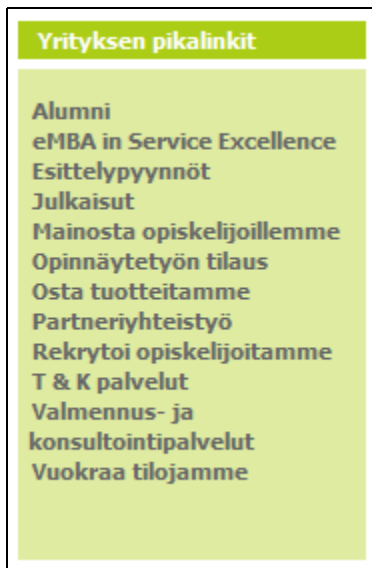 Yrityksen pikalinkit
Alumni
eMBA in Service Excellence
Esittelypyynnöt
Julkaisut
Mainosta opiskelijoillemme
Opinnäytetyön tilaus
Osta tuotteitamme
Partneriyhteistyö
Rekrytoi opiskelijoitamme
T & K palvelut
Valmennus- ja
konsultointipalvelut
Vuokraa tilojamme